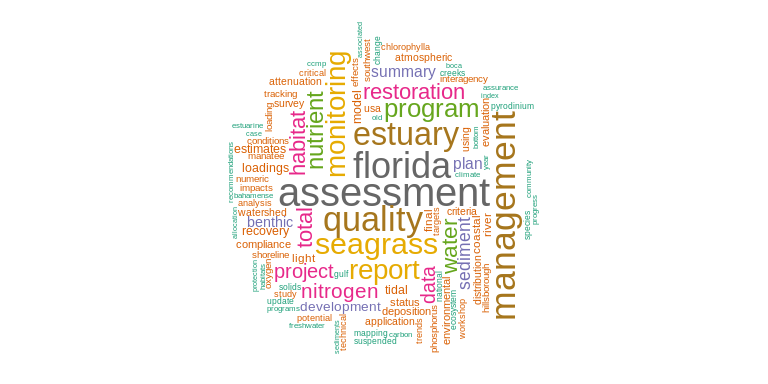 associated
chlorophylla
change
southwest
atmospheric
ccmp
critical
attenuation
monitoring
effects
summary
boca
creeks
interagency
tracking
survey
loading
nutrient
model
usa
old
restoration
program
assurance
index
pyrodinium
evaluation
estuarine
case
conditions
habitat
estuary
using
bottom
management
estimates
manatee
recommendations
loadings
florida
plan
year
climate
numeric
impacts
bahamense
assessment
community
progress
species
analysis
watershed
allocation
benthic
recovery
total
quality
final
targets
criteria
river
coastal
compliance
seagrass
water
sediment
shoreline
light
protection
habitats
oxygen
project
gulf
report
data
national
distribution
hillsborough
solids
study
nitrogen
tidal
environmental
ecosystem
update
programs
development
status
deposition
phosphorus
workshop
potential
freshwater
technical
sediments
application
trends
mapping
carbon
suspended